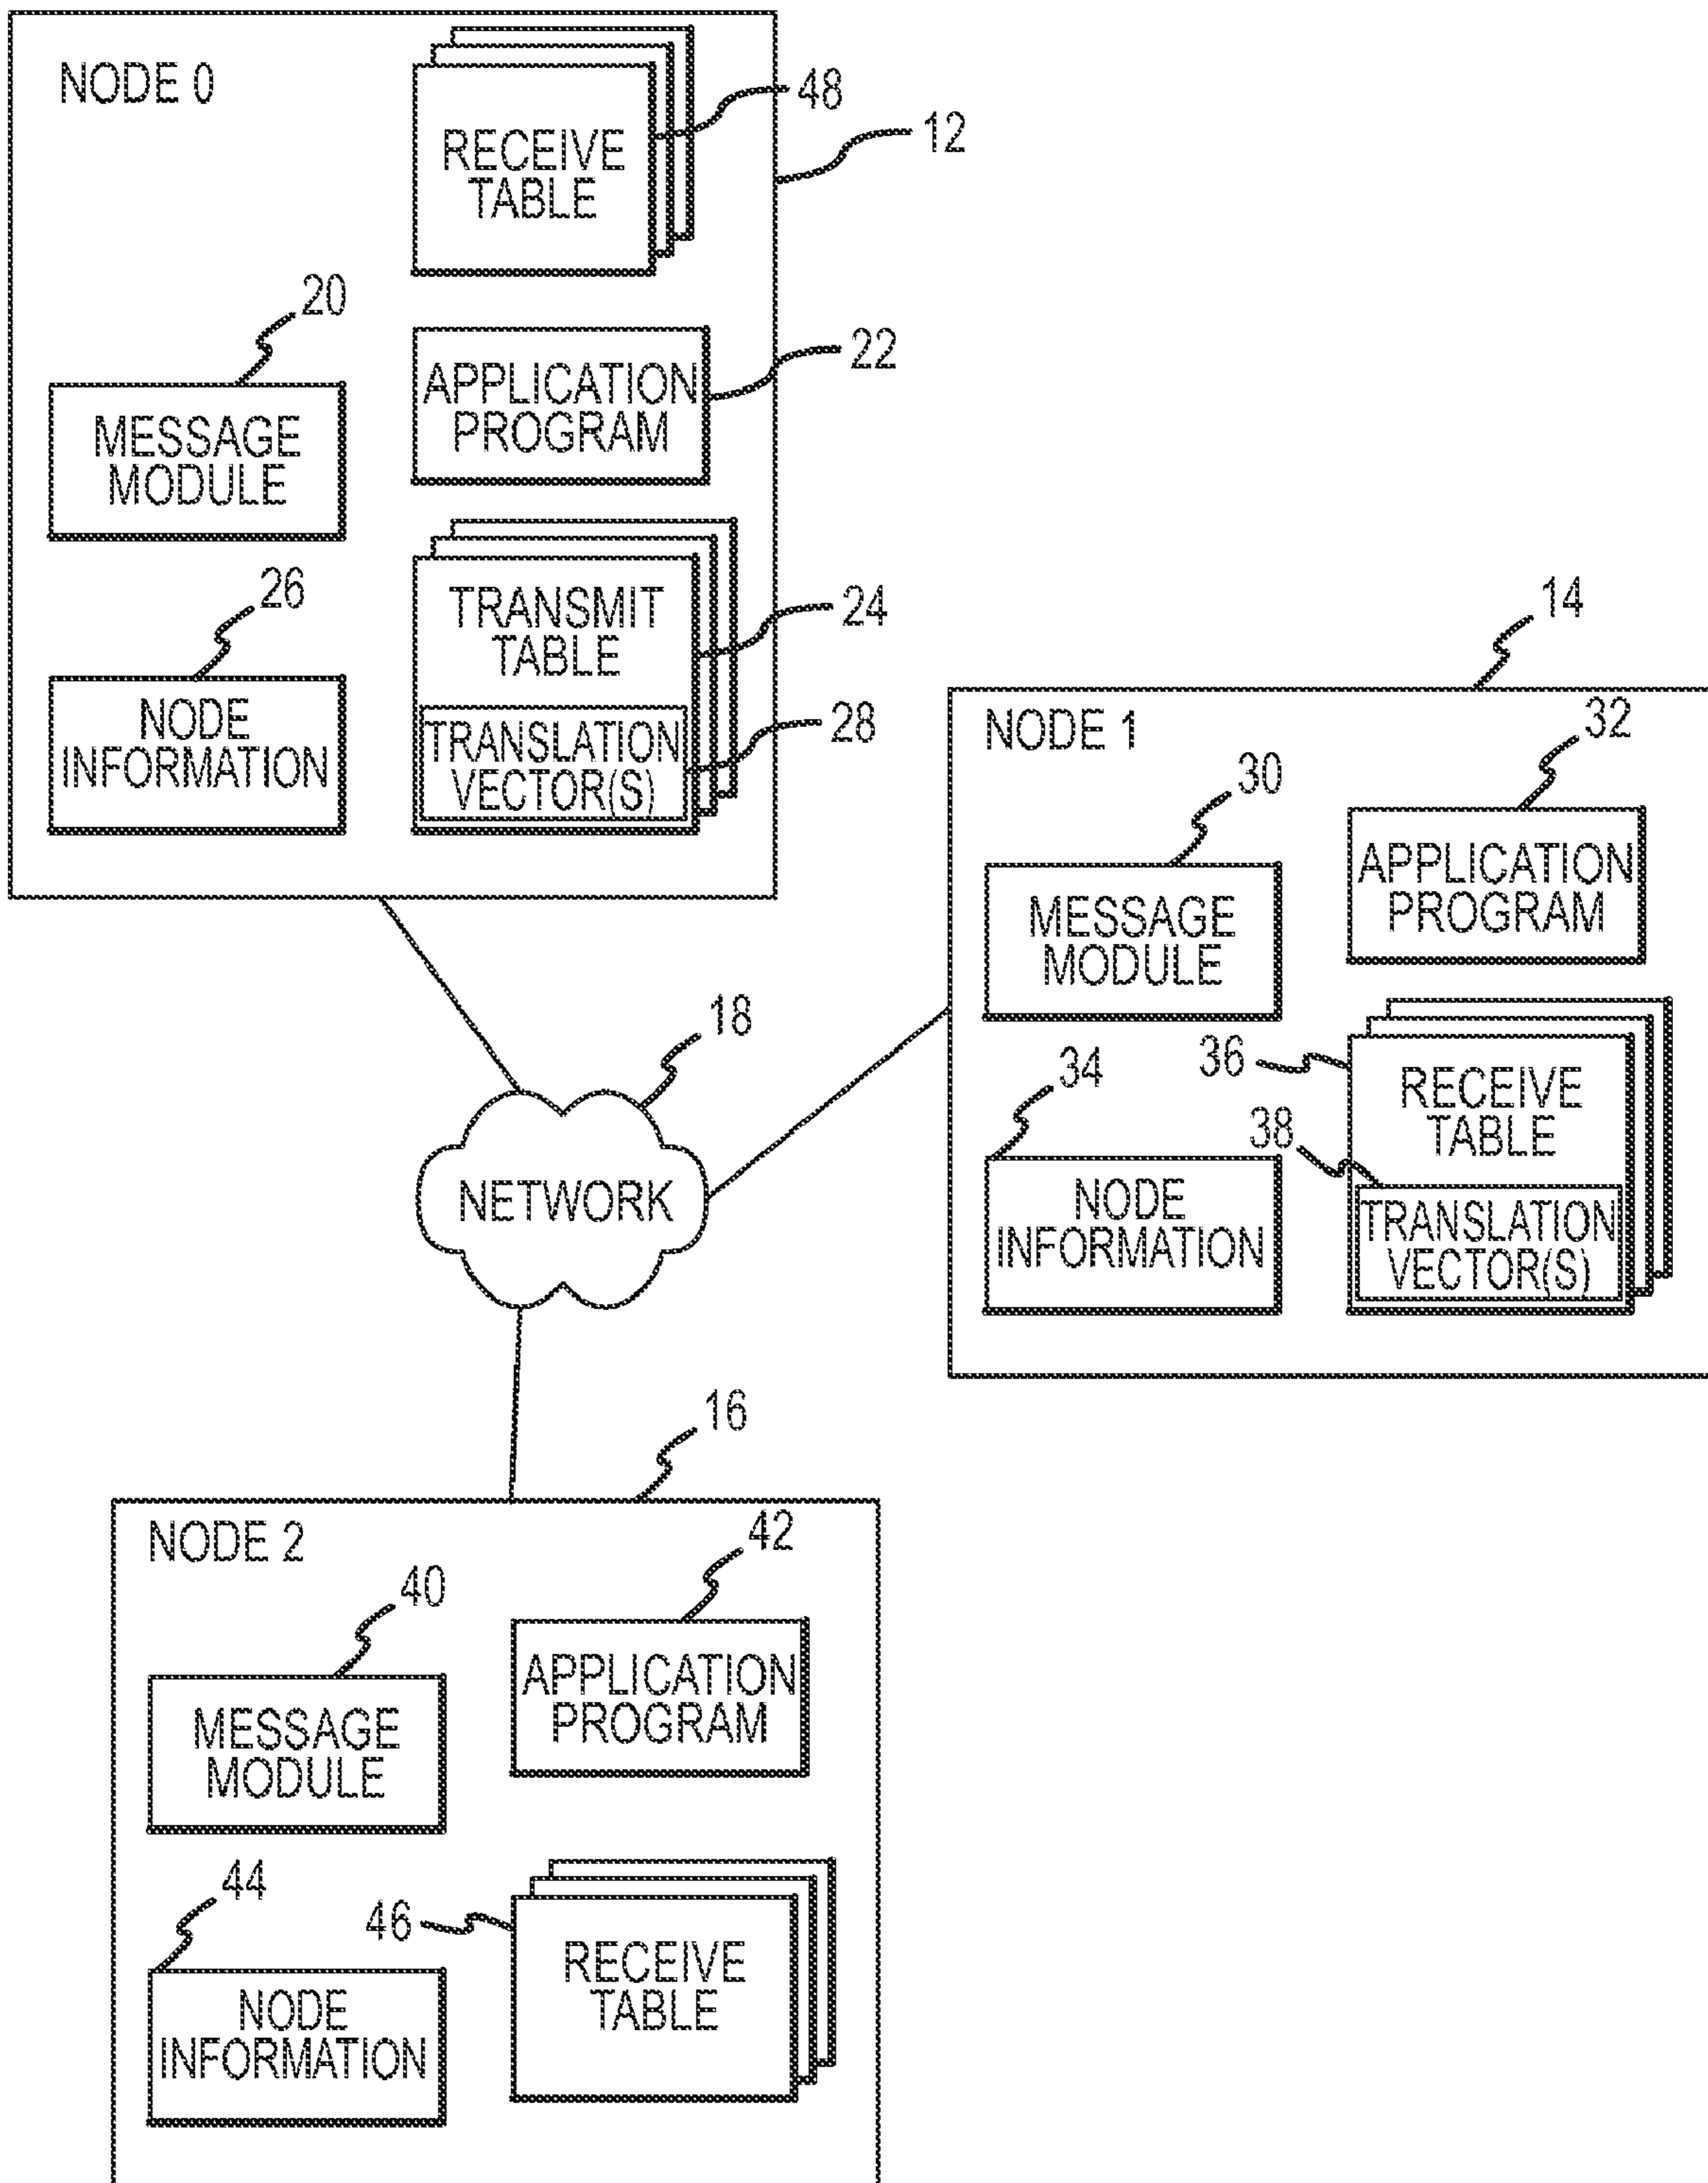 NODE 0
RECEIVE
TABLE
48
12
20
MESSAGE
MODULE
APPLICATION
PROGRAM
22
26
NODE
INFORMATION
TRANSMIT
TABLE
24
TRANSLATION
VECTOR(S)
28
14
NODE 1
32
30
MESSAGE
MODULE
APPLICATION
PROGRAM
34
NODE
INFORMATION
36
RECEIVE
TABLE
38
TRANSLATION
VECTOR(S)
18
NETWORK
16
NODE 2
42
40
MESSAGE
MODULE
APPLICATION
PROGRAM
44
NODE
INFORMATION
46
RECEIVE
TABLE